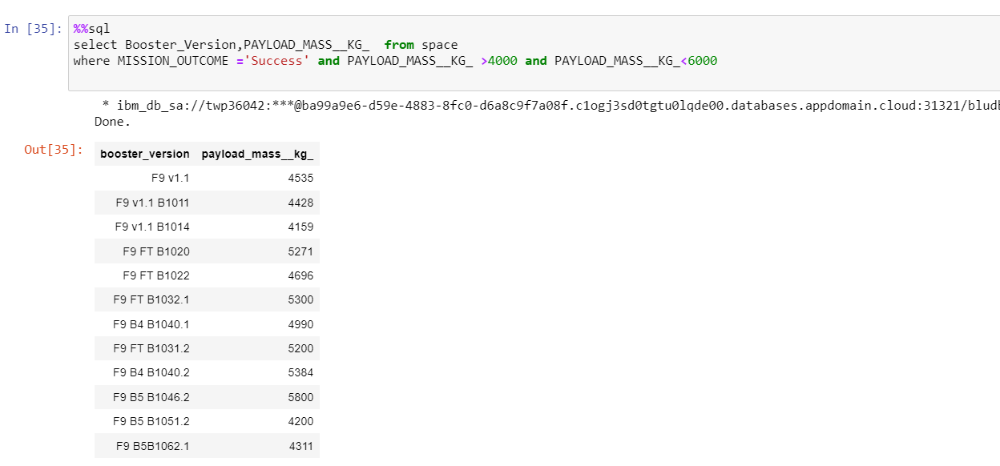 In [35]: %%sql
select Booster_Version,PAYLOAD_MASS__KG_  from space
where MISSION_OUTCOME ='Success' and PAYLOAD_MASS__KG_ >4000 and PAYLOAD_MASS__KG_<6000
* ibm_db_sa://twp36042:***@ba99a9e6-d59e-4883-8fc0-d6a8c9f7a08f.c1ogj3sd0tgtu0lqde00.databases.appdomain.cloud:31321/bludb
Done.
Out[35]: booster_version payload_mass__kg_
F9 v1.1 4535
F9 v1.1 B1011 4428
F9 v1.1 B1014 4159
F9 FT B1020 5271
F9 FT B1022 4696
F9 FT B1032.1 5300
F9 B4 B1040.1 4990
F9 FT B1031.2 5200
F9 B4 B1040.2 5384
F9 B5 B1046.2 5800
F9 B5 B1051.2 4200
F9 B5B1062.1 4311